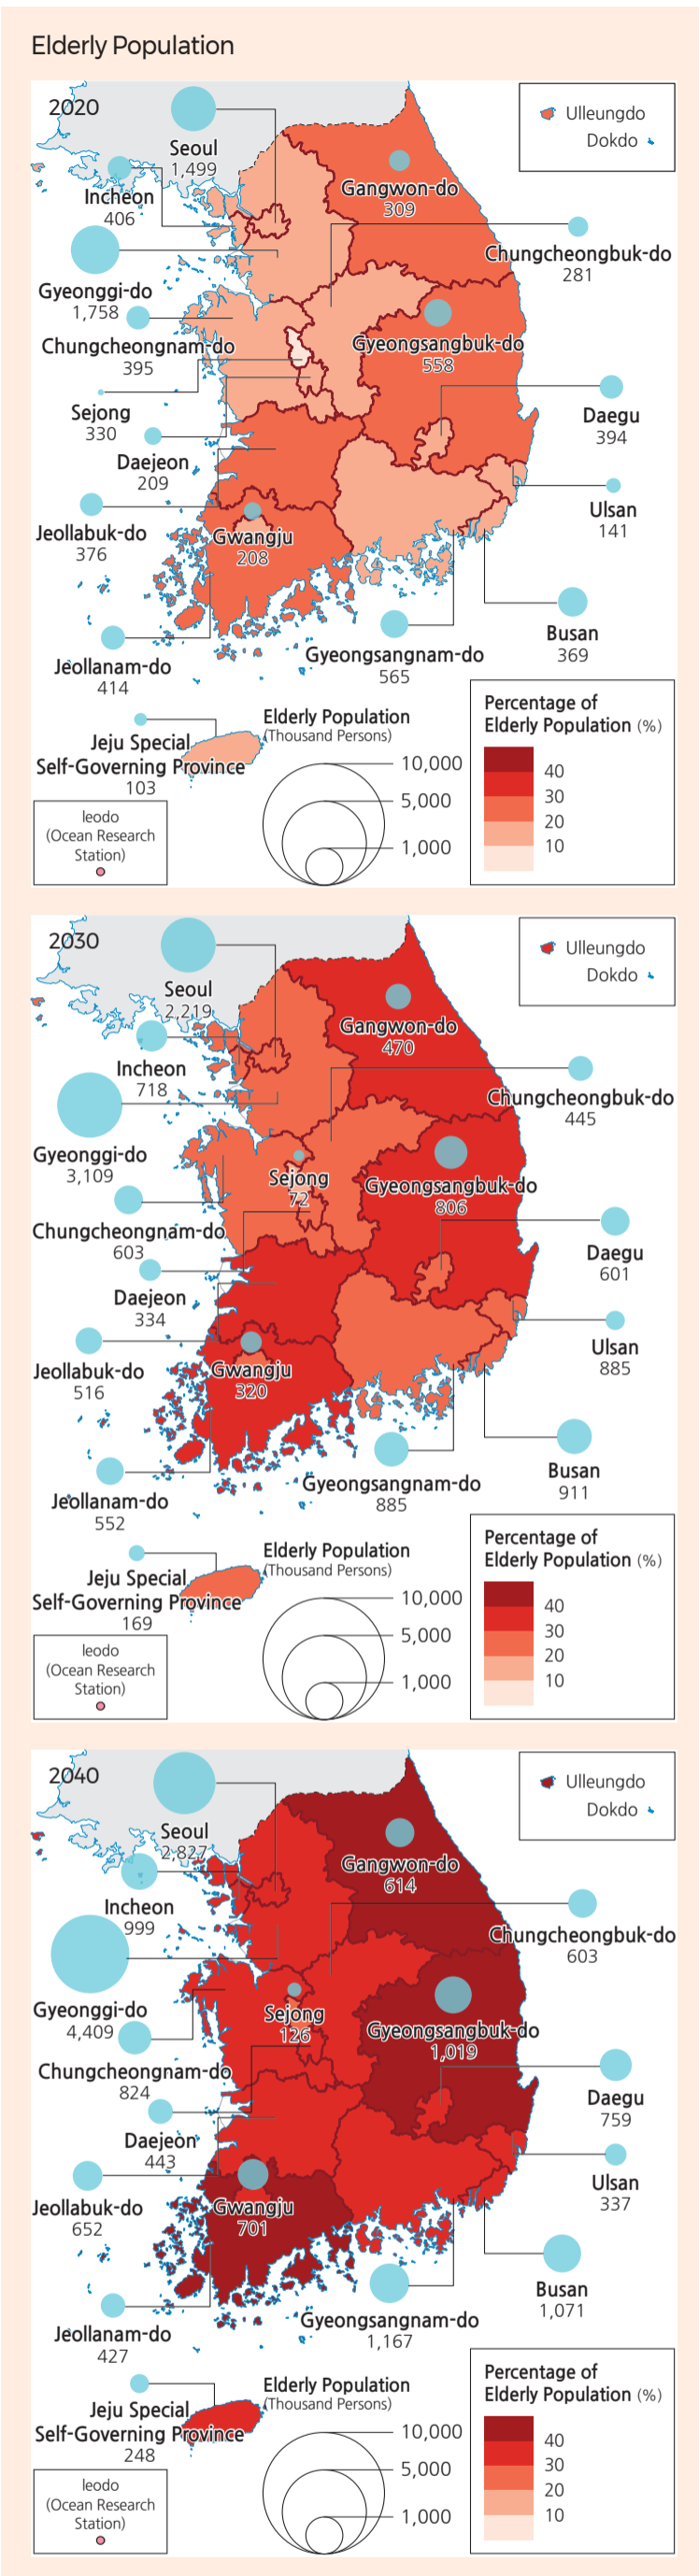 Elderly Population
2020
Ulleungdo
Dokdo
Seoul
1,499
Incheon
406
Gangwon-do
309
Chungcheongbuk-do
281
Gyeonggi-do
1,758
Chungcheongnam-do
395
Gyeongsangbuk-do
558
Sejong
330
Daegu
394
Daejeon
209
Ulsan
141
Jeollabuk-do
376
Gwangju
208
Busan
369
Jeollanam-do
414
Gyeongsangnam-do
565
Jeju Special
Self-Governing Province
103
Ieodo
(Ocean Research
Station)
Elderly Population
(Thousand Persons)
10,000
5,000
1,000
Percentage of
Elderly Population (%)
40
30
20
10
2030
Ulleungdo
Dokdo
Seoul
2,219
Gangwon-do
470
Incheon
718
Chungcheongbuk-do
445
Gyeonggi-do
3,109
Sejong
72
Gyeongsangbuk-do
806
Chungcheongnam-do
603
Daegu
601
Daejeon
334
Ulsan
885
Jeollabuk-do
516
Gwangju
320
Busan
911
Gyeongsangnam-do
885
Jeollanam-do
552
Jeju Special
Self-Governing Province
169
Ieodo
(Ocean Research
Station)
Elderly Population
(Thousand Persons)
10,000
5,000
1,000
Percentage of
Elderly Population (%)
40
30
20
10
2040
Ulleungdo
Dokdo
Seoul
2,827
Gangwon-do
614
Incheon
999
Chungcheongbuk-do
603
Gyeonggi-do
4,409
Sejong
126
Gyeongsangbuk-do
1,019
Chungcheongnam-do
824
Daegu
759
Daejeon
443
Ulsan
337
Jeollabuk-do
652
Gwangju
701
Busan
1,071
Gyeongsangnam-do
1,167
Jeollanam-do
427
Jeju Special
Self-Governing Province
248
Ieodo
(Ocean Research
Station)
Elderly Population
(Thousand Persons)
10,000
5,000
1,000
Percentage of
Elderly Population (%)
40
30
20
10